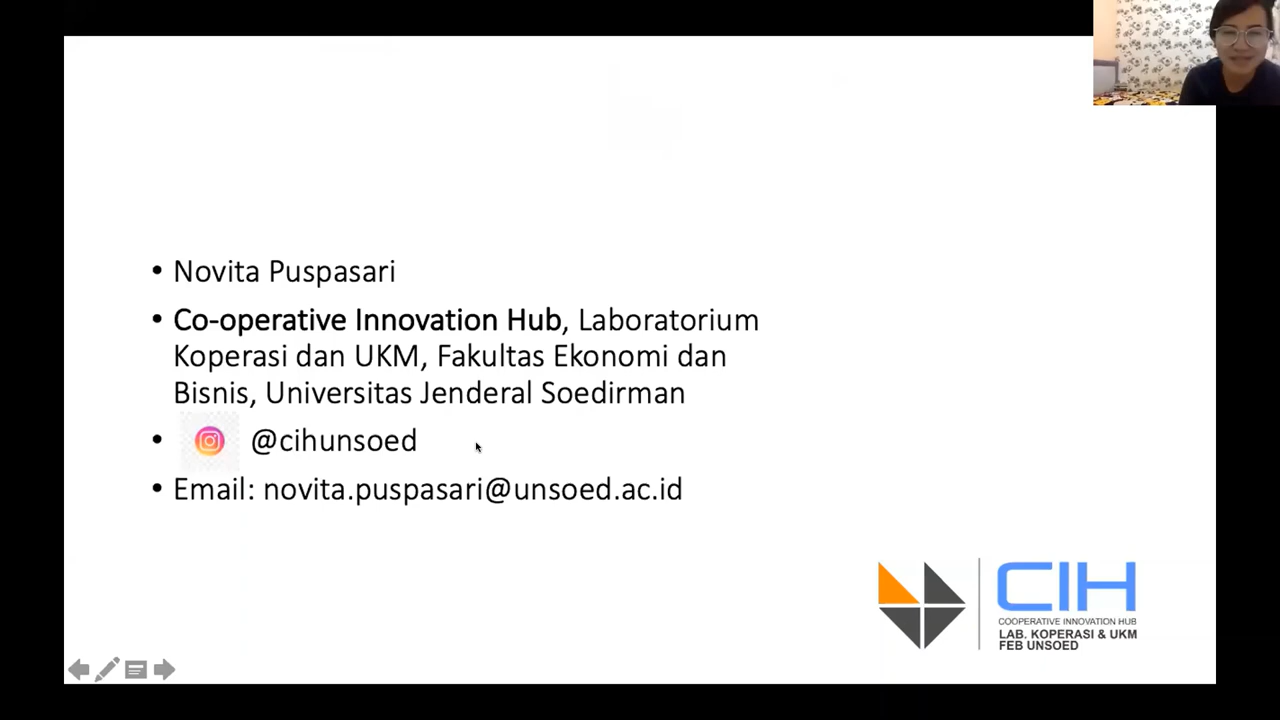 • Novita Puspasari
• Co-operative Innovation Hub, Laboratorium
Koperasi dan UKM, Fakultas Ekonomi dan
Bisnis, Universitas Jenderal Soedirman
• @cihunsoed
• Email: novita.puspasari@unsoed.ac.id
CIH
COOPERATIVE INNOVATION HUB
LAB. KOPERASI & UKM
FEB UNSOED